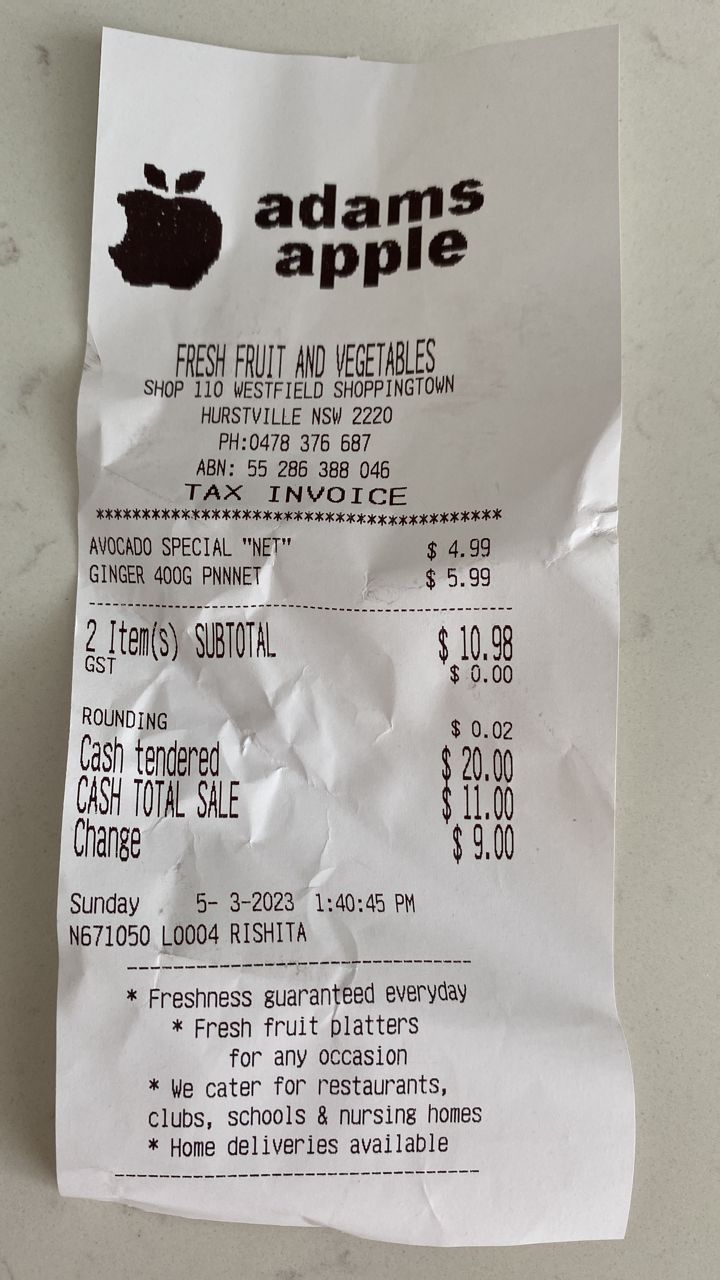 adams
apple
FRESH FRUIT AND VEGETABLES
SHOP 110 WESTFIELD SHOPPINGTOWN
HURSTVILLE NSW 2220
PH:0478 376 687
ABN: 55 286 388 046
TAX INVOICE
********************************************
AVOCADO SPECIAL "NET" $ 4.99
GINGER 400G PNNNET $ 5.99
2 Item(s) SUBTOTAL $ 10.98
GST $ 0.00
ROUNDING $ 0.02
Cash tendered $ 20.00
CASH TOTAL SALE $ 11.00
Change $ 9.00
Sunday 5- 3-2023 1:40:45 PM
N671050 L0004 RISHITA
* Freshness guaranteed everyday
* Fresh fruit platters
for any occasion
* We cater for restaurants,
clubs, schools & nursing homes
* Home deliveries available